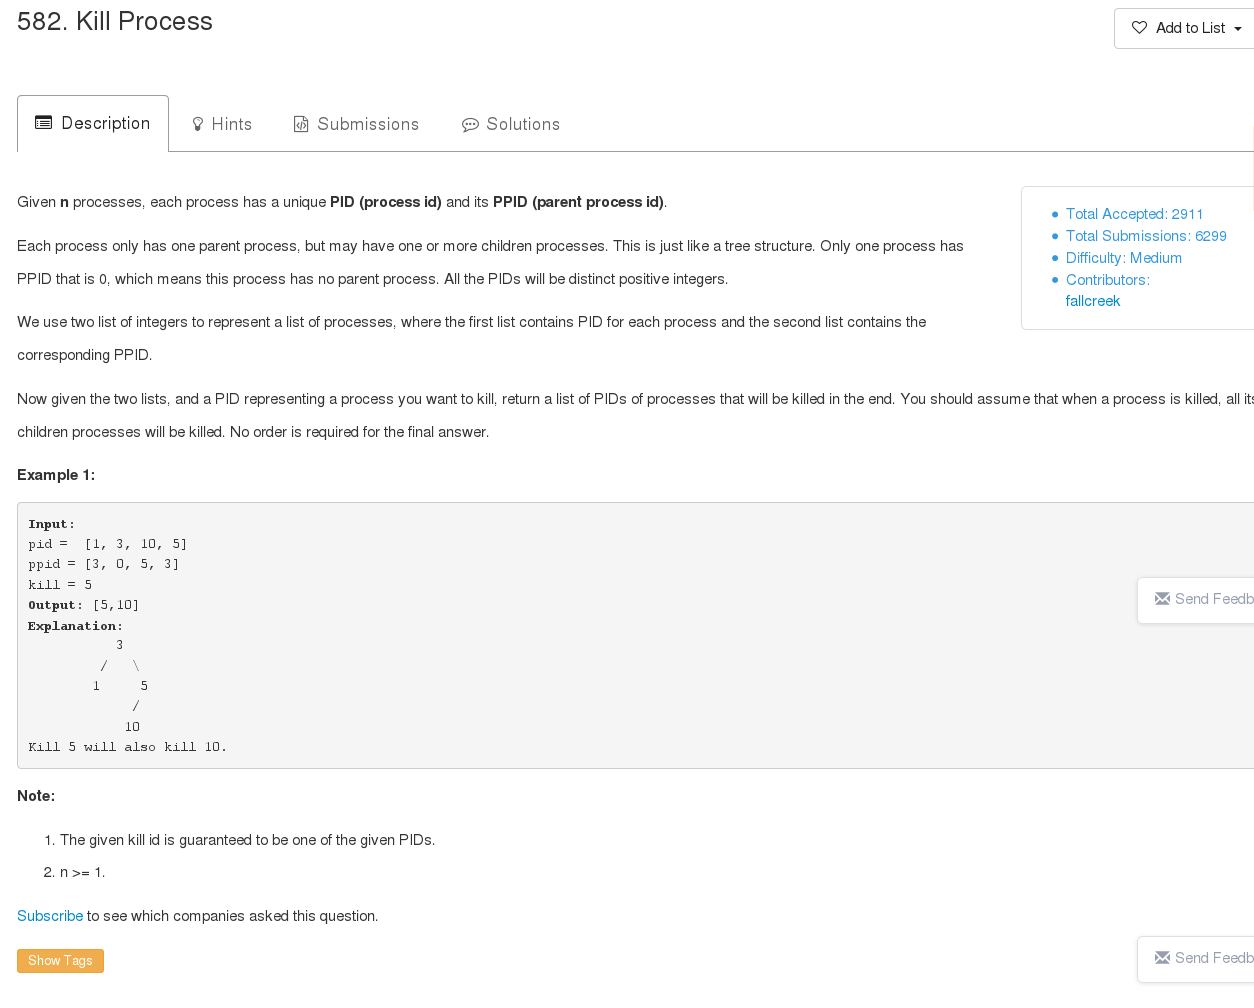 582. Kill Process
Add to List
Description
Hints
Submissions
Solutions
Given n processes, each process has a unique PID (process id) and its PPID (parent process id).
Each process only has one parent process, but may have one or more children processes. This is just like a tree structure. Only one process has
PPID that is 0, which means this process has no parent process. All the PIDs will be distinct positive integers.
We use two list of integers to represent a list of processes, where the first list contains PID for each process and the second list contains the
corresponding PPID.
Total Accepted: 2911
Total Submissions: 6299
Difficulty: Medium
Contributors:
fallcreek
Now given the two lists, and a PID representing a process you want to kill, return a list of PIDs of processes that will be killed in the end. You should assume that when a process is killed, all its
children processes will be killed. No order is required for the final answer.
Example 1:
Input:
pid =  [1, 3, 10, 5]
ppid = [3, 0, 5, 3]
kill = 5
Output: [5,10]
Explanation:
           3
         /   \
        1     5
             /
            10
Kill 5 will also kill 10.
Send Feedb
Note:
1. The given kill id is guaranteed to be one of the given PIDs.
2. n >= 1.
Subscribe to see which companies asked this question.
Show Tags
Send Feedb